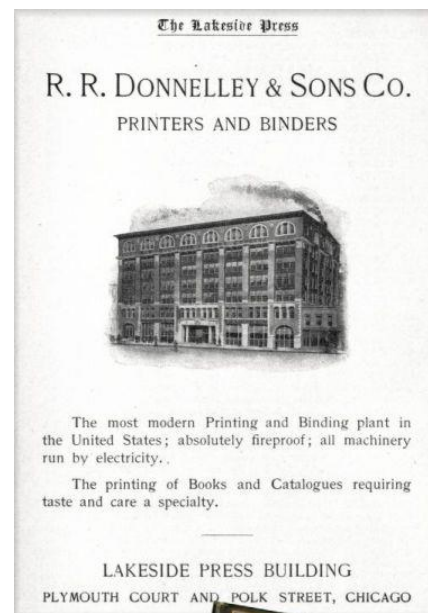 The Lakeside Press
R. R. DONNELLEY & SONS CO.
PRINTERS AND BINDERS
The most modern Printing and Binding plant in
the United States; absolutely fireproof; all machinery
run by electricity.
The printing of Books and Catalogues requiring
taste and care a specialty.
LAKESIDE PRESS BUILDING
PLYMOUTH COURT AND POLK STREET, CHICAGO